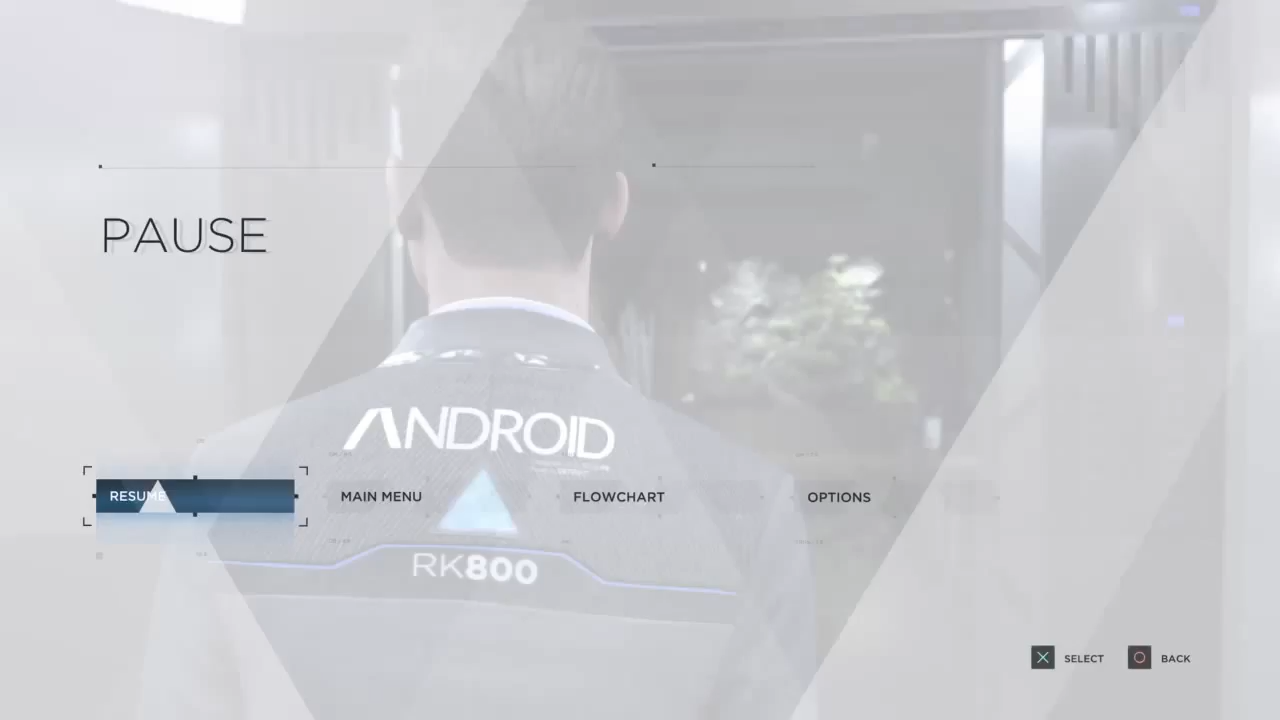 PAUSE
ANDROID
RESUME
MAIN MENU
FLOWCHART
OPTIONS
RK800
SELECT
BACK